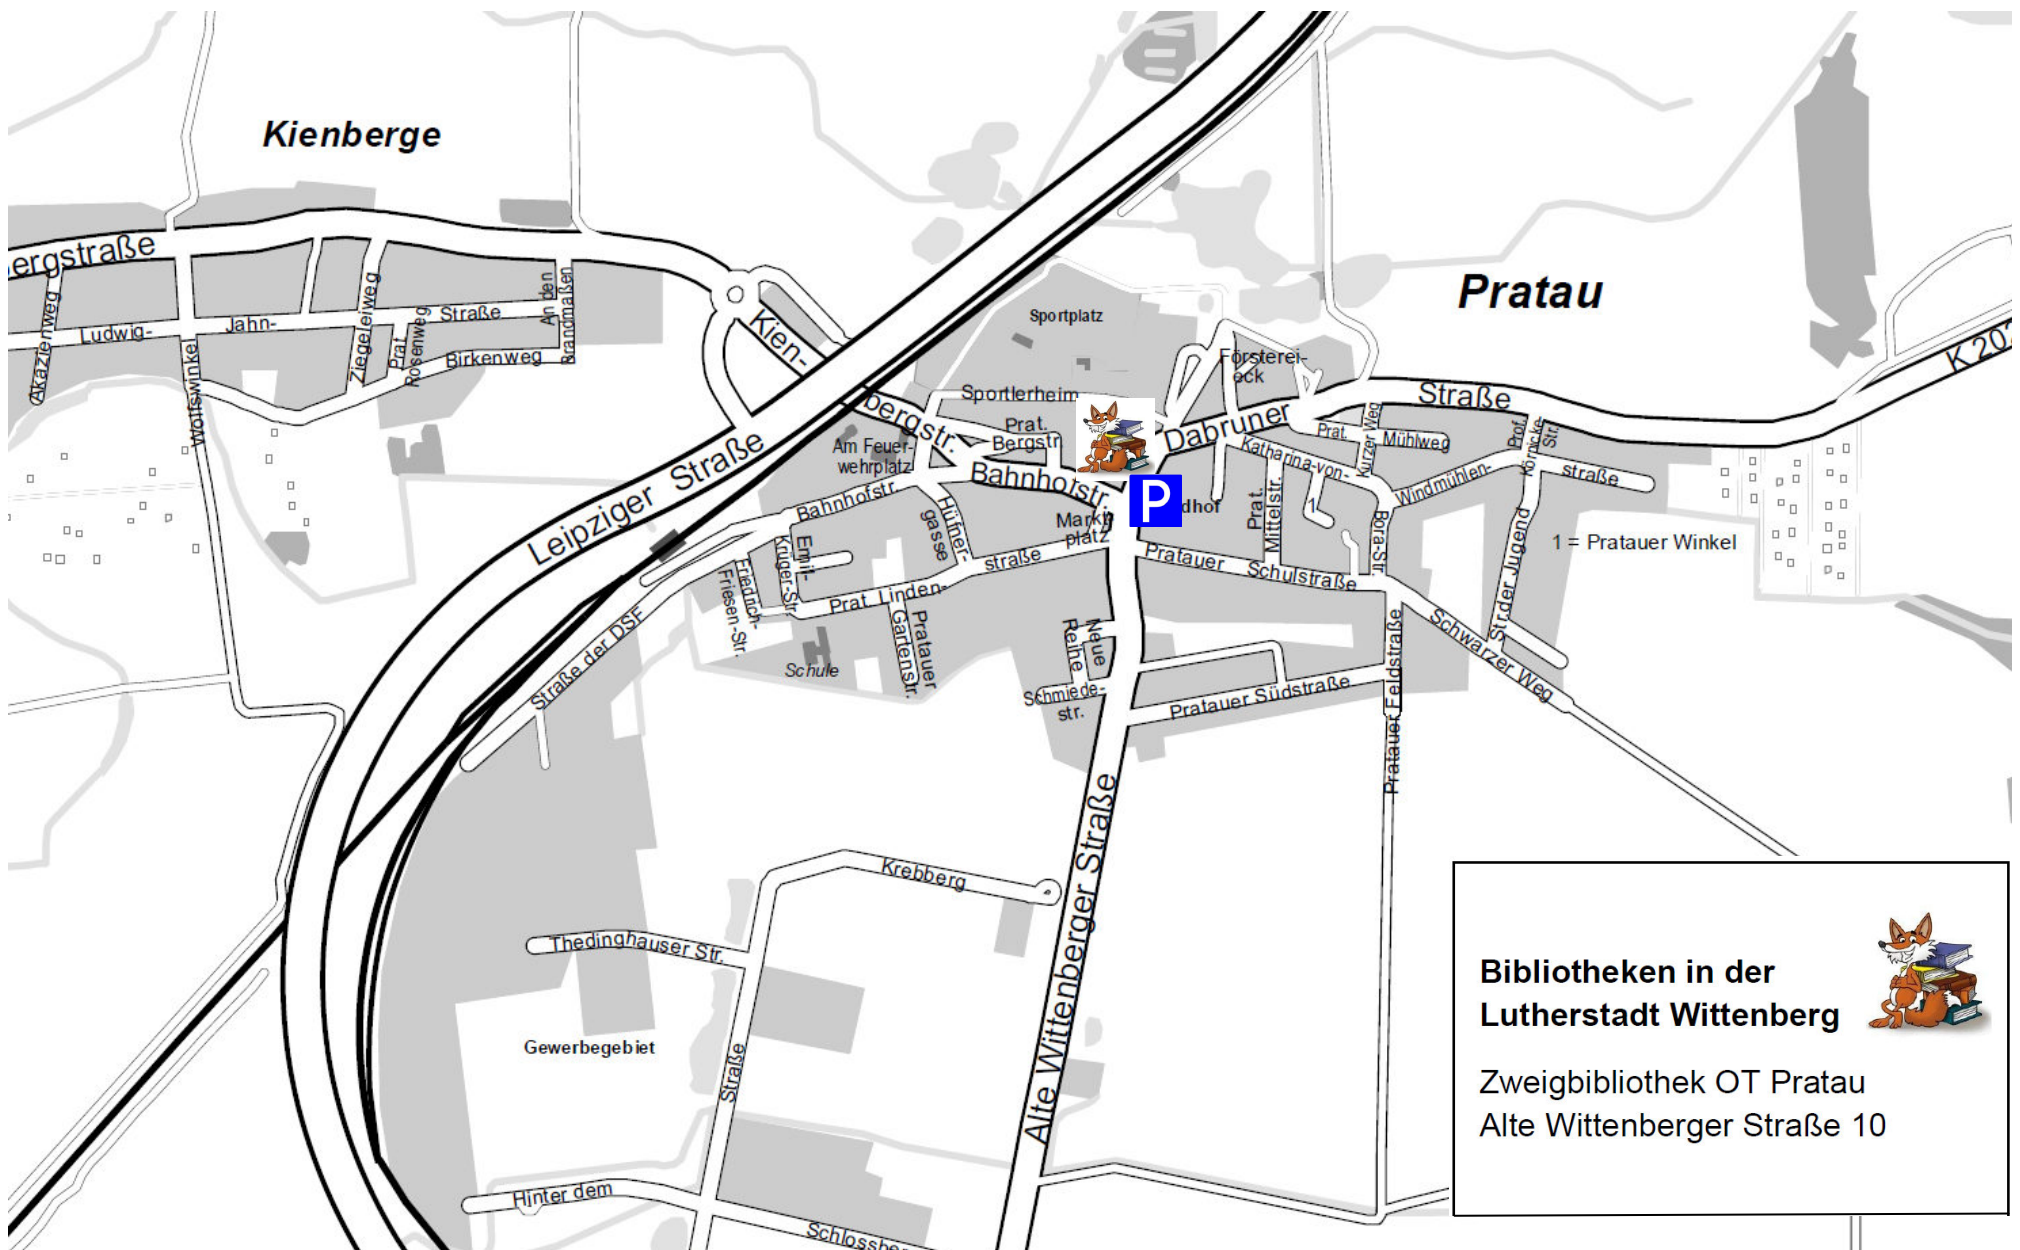 Kienberge
Pratau
ergstraße
Akazienweg
Ludwig-
Jahn-
Straße
Wolfswinkel
Ziegeleiweg
Prat.
Rosenweg
Birkenweg
An den
Brandmaßen
Kien-
bergstr.
Leipziger Straße
Sportplatz
Sportlerheim
Försterei-
eck
Prat.
Bergstr.
Am Feuer-
wehrplatz
Bahnhofstr.
Bahnhofstr.
P
dhof
Markt-
platz
Dabruner
Straße
K 202
Prat.
Mühlweg
Kurzer Weg
Katharina-von-
Bora-Str.
Windmühlen-
straße
Prof.
Körnicke-
Str.
Prat.
Mittelstr.
1
1 = Pratauer Winkel
Hüfner-
gasse
Emil-
Krüger-Str.
Friedrich-
Friesen-Str.
Prat. Linden-
straße
Pratauer
Gartenstr.
Schule
Straße der DSF
Pratauer Schulstraße
Str.der Jugend
Schwarzer Weg
Neue
Reihe
Schmiede-
str.
Pratauer Südstraße
Pratauer Feldstraße
Pratauer
Alte Wittenberger Straße
Krebberg
Thedinghauser Str.
Gewerbegebiet
Straße
Hinter dem
Schlossbe
Bibliotheken in der
Lutherstadt Wittenberg
Zweigbibliothek OT Pratau
Alte Wittenberger Straße 10